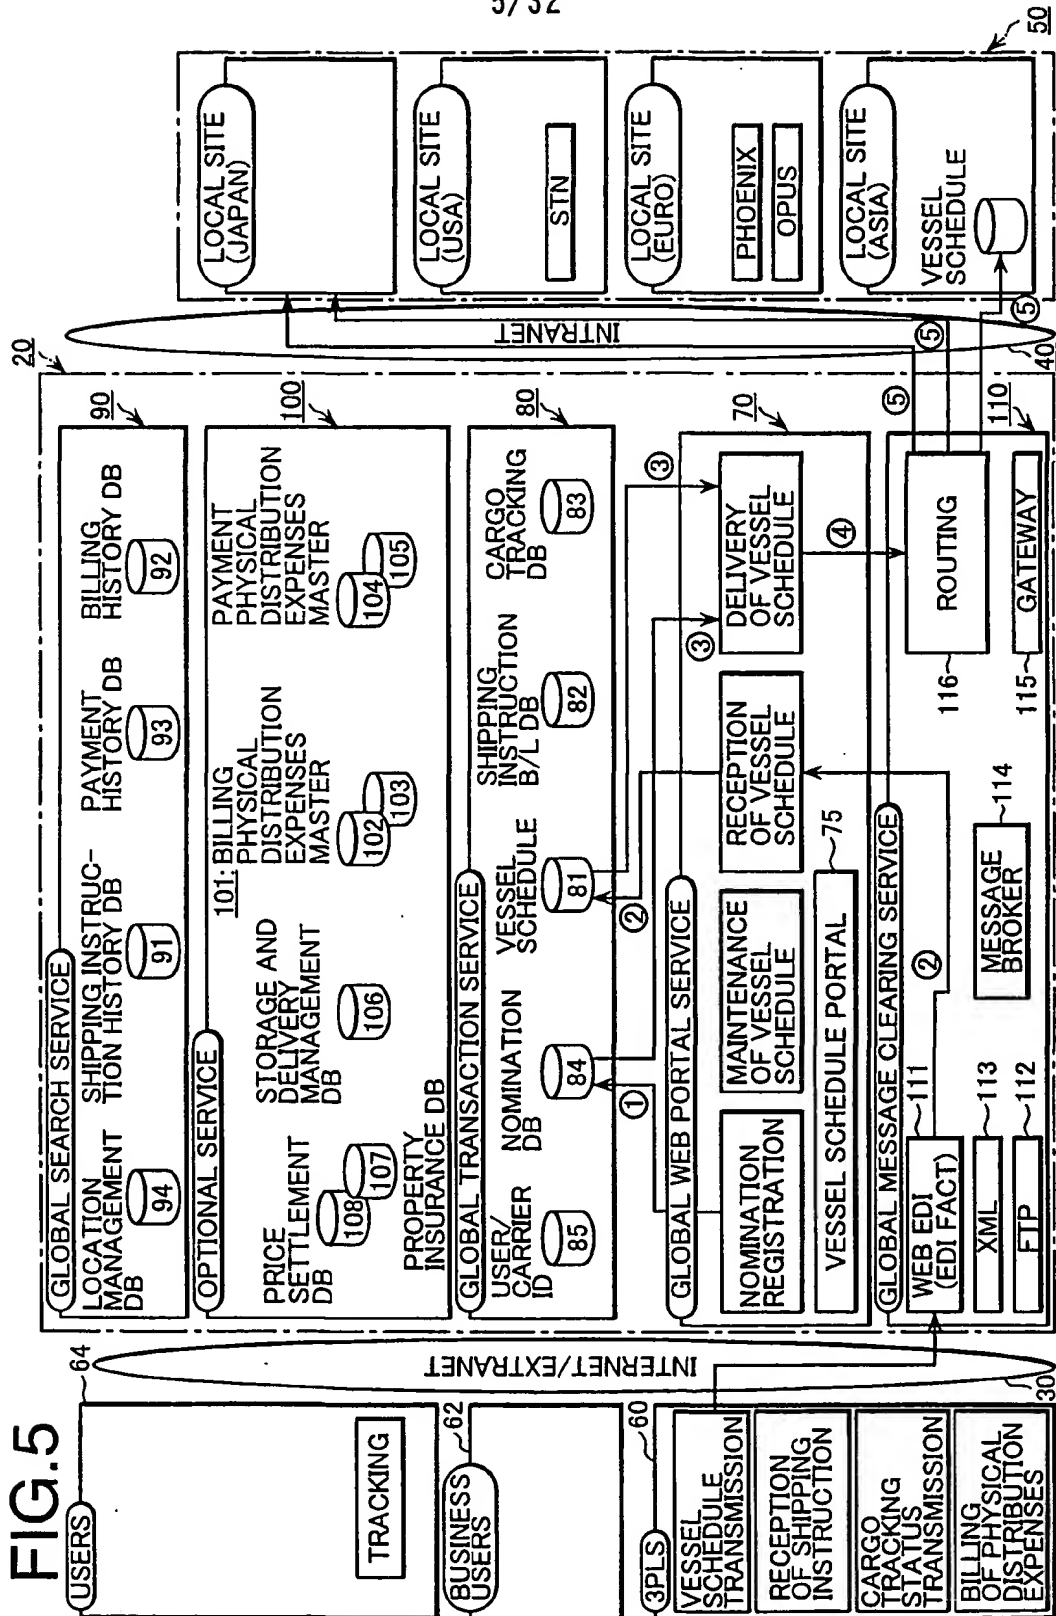 5/32
FIG.5
USERS
64
TRACKING
BUSINESS
USERS
62
3PLS
60
VESSEL
SCHEDULE
TRANSMISSION
RECEPTION
OF SHIPPING
INSTRUCTION
CARGO
TRACKING
STATUS
TRANSMISSION
BILLING
OF PHYSICAL
DISTRIBUTION
EXPENSES
INTERNET/EXTRANET
30
20
GLOBAL SEARCH SERVICE
90
LOCATION
MANAGEMENT
DB
94
SHIPPING INSTRUC-
TION HISTORY DB
91
PAYMENT
HISTORY DB
93
BILLING
HISTORY DB
92
OPTIONAL SERVICE
100
PRICE
SETTLEMENT
DB
108
107
PROPERTY
INSURANCE DB
STORAGE AND
DELIVERY
MANAGEMENT
DB
106
101: BILLING
PHYSICAL
DISTRIBUTION
EXPENSES
MASTER
102
103
PAYMENT
PHYSICAL
DISTRIBUTION
EXPENSES
MASTER
104
105
GLOBAL TRANSACTION SERVICE
80
USER/
CARRIER
ID
85
NOMINATION
DB
84
VESSEL
SCHEDULE
81
SHIPPING
INSTRUCTION
B/L DB
82
CARGO
TRACKING
DB
83
①
②
③
③
GLOBAL WEB PORTAL SERVICE
70
NOMINATION
REGISTRATION
MAINTENANCE
OF VESSEL
SCHEDULE
RECEPTION
OF VESSEL
SCHEDULE
DELIVERY
OF VESSEL
SCHEDULE
VESSEL SCHEDULE PORTAL
75
④
GLOBAL MESSAGE CLEARING SERVICE
110
WEB EDI
(EDI FACT)
111
XML
113
FTP
112
②
MESSAGE
BROKER
114
ROUTING
116
GATEWAY
115
⑤
⑤
⑤
INTRANET
40
50
LOCAL SITE
(JAPAN)
LOCAL SITE
(USA)
STN
LOCAL SITE
(EURO)
PHOENIX
OPUS
LOCAL SITE
(ASIA)
VESSEL
SCHEDULE